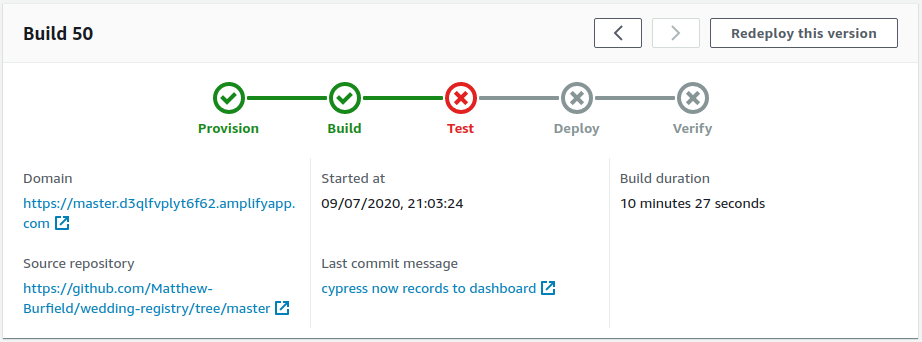 Build 50
Redeploy this version
Provision
Build
Test
Deploy
Verify
Domain
https://master.d3qlfvplyt6f62.amplifyapp.
com
Started at
09/07/2020, 21:03:24
Build duration
10 minutes 27 seconds
Source repository
https://github.com/Matthew-
Burfield/wedding-registry/tree/master
Last commit message
cypress now records to dashboard